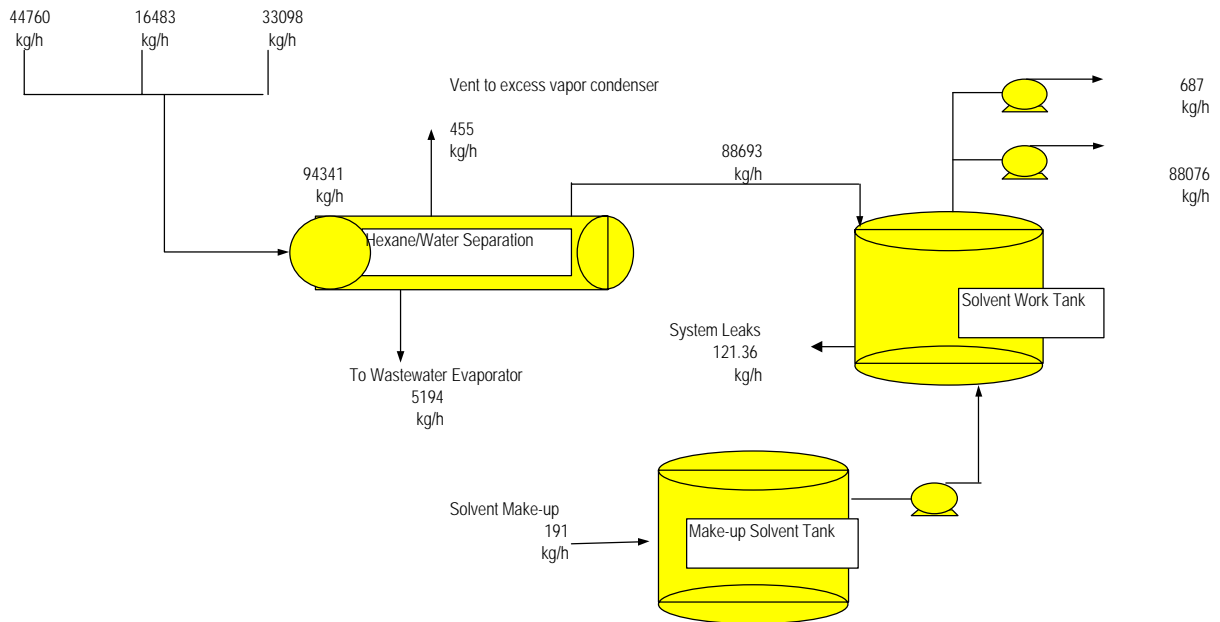 44760
kg/h
16483
kg/h
33098
kg/h
Vent to excess vapor condenser
687
kg/h
455
kg/h
88693
kg/h
94341
kg/h
88076
kg/h
Hexane/Water Separation
Solvent Work Tank
System Leaks
121.36
kg/h
To Wastewater Evaporator
5194
kg/h
Solvent Make-up
191
kg/h
Make-up Solvent Tank